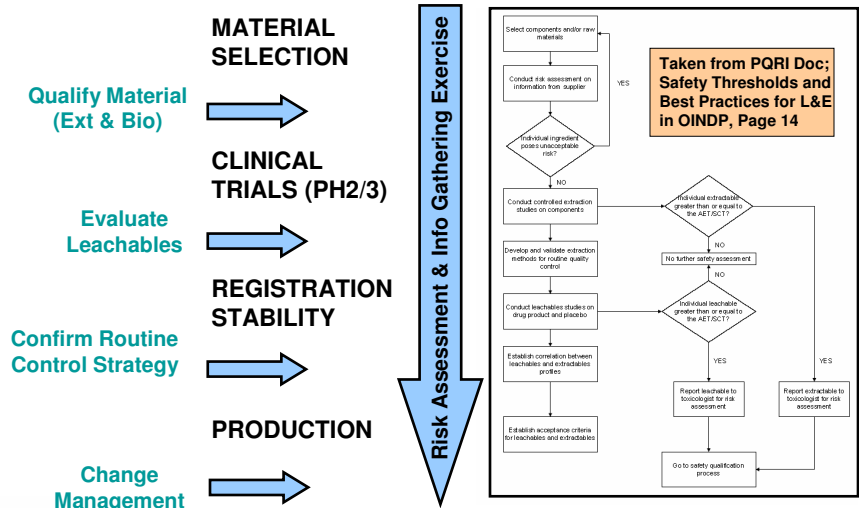 MATERIAL
SELECTION
Qualify Material
(Ext & Bio)
CLINICAL
TRIALS (PH2/3)
Evaluate
Leachables
REGISTRATION
STABILITY
Confirm Routine
Control Strategy
PRODUCTION
Change
Management
Risk Assessment & Info Gathering Exercise
Select components and/or raw
materials
Taken from PQRI Doc;
Safety Thresholds and
Best Practices for L&E
in OINDP, Page 14
YES
Conduct risk assessment on
information from supplier
Individual ingredient
poses unacceptable
risk?
NO
Conduct controlled extraction
studies on components
Individual extractable
greater than or equal to
the AET/SCT?
NO
Develop and validate extraction
methods for routine quality
control
No further safety assessment
NO
Conduct leachables studies on
drug product and placebo
Individual leachable
greater than or equal to
the AET/SCT?
Establish correlation between
leachables and extractables
profiles
YES
YES
Report leachable to
toxicologist for risk
assessment
Report extractable to
toxicologist for risk
assessment
Establish acceptance criteria
for leachables and extractables
Go to safety qualification
process